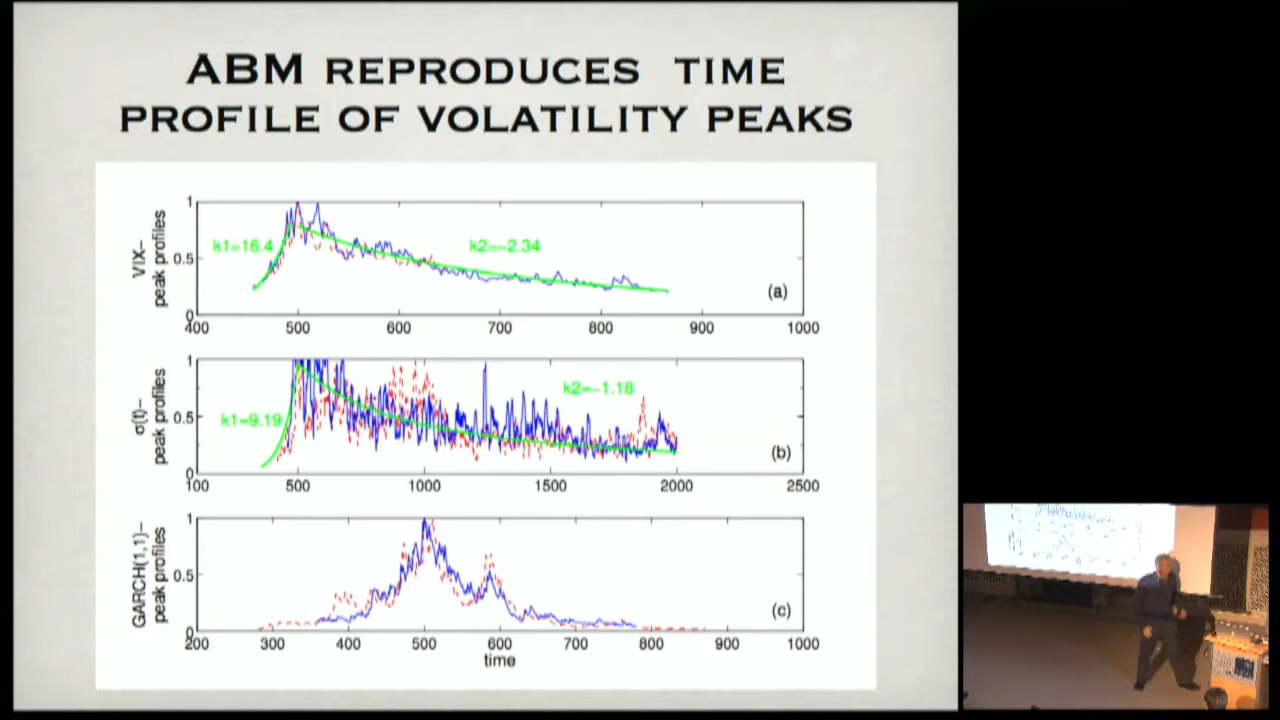 ABM REPRODUCES TIME
PROFILE OF VOLATILITY PEAKS
VIX–
peak profiles
1
0.5
0
k1=16.4
k2=−2.34
(a)
400 500 600 700 800 900 1000
σ(t)–
peak profiles
1
0.5
0
k1=9.19
k2=−1.18
(b)
100 500 1000 1500 2000 2500
GARCH(1,1)–
peak profiles
1
0.5
0
(c)
200 300 400 500 600 700 800 900 1000
time